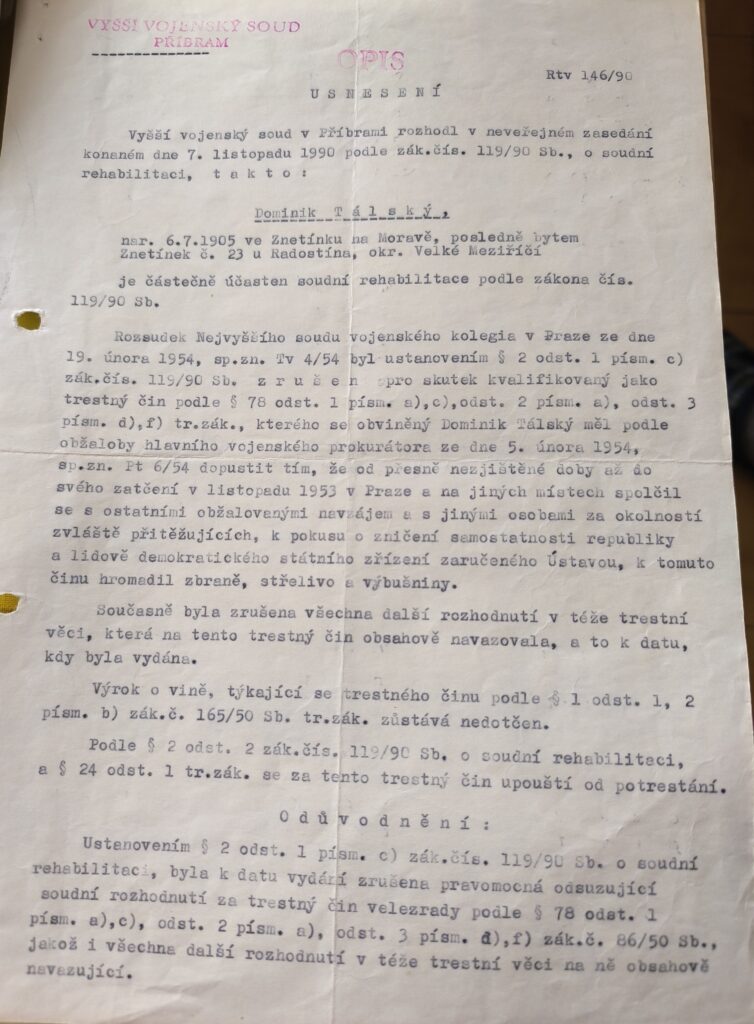 VYŠŠÍ VOJENSKÝ SOUD
PŘÍBRAM
OPIS
Rtv 146/90
U S N E S E N Í
Vyšší vojenský soud v Příbrami rozhodl v neveřejném zasedání
konaném dne 7. listopadu 1990 podle zák.čís. 119/90 Sb., o soudní
rehabilitaci, t a k t o :
Dominik T á l s k ý ,
nar. 6.7.1905 ve Znetínku na Moravě, posledně bytem
Znetínek č. 23 u Radostína, okr. Velké Meziříčí
je částečně účasten soudní rehabilitace podle zákona čís.
119/90 Sb.
Rozsudek Nejvyššího soudu vojenského kolegia v Praze ze dne
19. února 1954, sp.zn. Tv 4/54 byl ustanovením § 2 odst. 1 písm. c)
zák.čís. 119/90 Sb. z r u š e n pro skutek kvalifikovaný jako
trestný čin podle § 78 odst. 1 písm. a),c),odst. 2 písm. a), odst. 3
písm. d),f) tr.zák., kterého se obviněný Dominik Tálský měl podle
obžaloby hlavního vojenského prokurátora ze dne 5. února 1954,
sp.zn. Pt 6/54 dopustit tím, že od přesně nezjištěné doby až do
svého zatčení v listopadu 1953 v Praze a na jiných místech spolčil
se s ostatními obžalovanými navzájem a s jinými osobami za okolností
zvláště přitěžujících, k pokusu o zničení samostatnosti republiky
a lidově demokratického státního zřízení zaručeného Ústavou, k tomuto
činu hromadil zbraně, střelivo a výbušniny.
Současně byla zrušena všechna další rozhodnutí v téže trestní
věci, která na tento trestný čin obsahově navazovala, a to k datu,
kdy byla vydána.
Výrok o vině, týkající se trestného činu podle § 1 odst. 1, 2
písm. b) zák.č. 165/50 Sb. tr.zák. zůstává nedotčen.
Podle § 2 odst. 2 zák.čís. 119/90 Sb. o soudní rehabilitaci,
a § 24 odst. 1 tr.zák. se za tento trestný čin upouští od potrestání.
O d ů v o d n ě n í :
Ustanovením § 2 odst. 1 písm. c) zák.čís. 119/90 Sb. o soudní
rehabilitaci, byla k datu vydání zrušena pravomocná odsuzující
soudní rozhodnutí za trestný čin velezrady podle § 78 odst. 1
písm. a),c), odst. 2 písm. a), odst. 3 písm. d),f) zák.č. 86/50 Sb.,
jakož i všechna další rozhodnutí v téže trestní věci na ně obsahově
navazující.